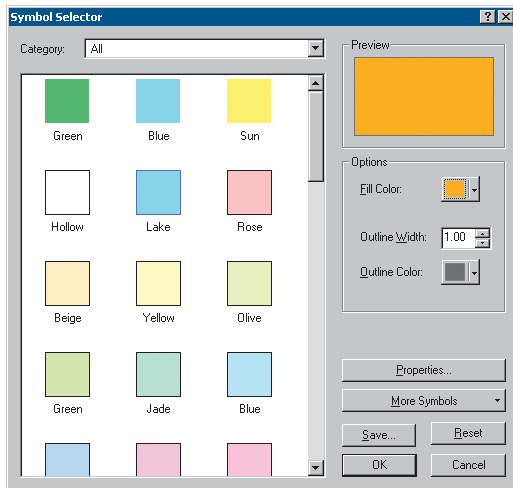 Symbol Selector
Category: All
Green Blue Sun
Hollow Lake Rose
Beige Yellow Olive
Green Jade Blue
Preview
Options
Fill Color:
Outline Width: 1.00
Outline Color:
Properties...
More Symbols
Save... Reset
OK Cancel